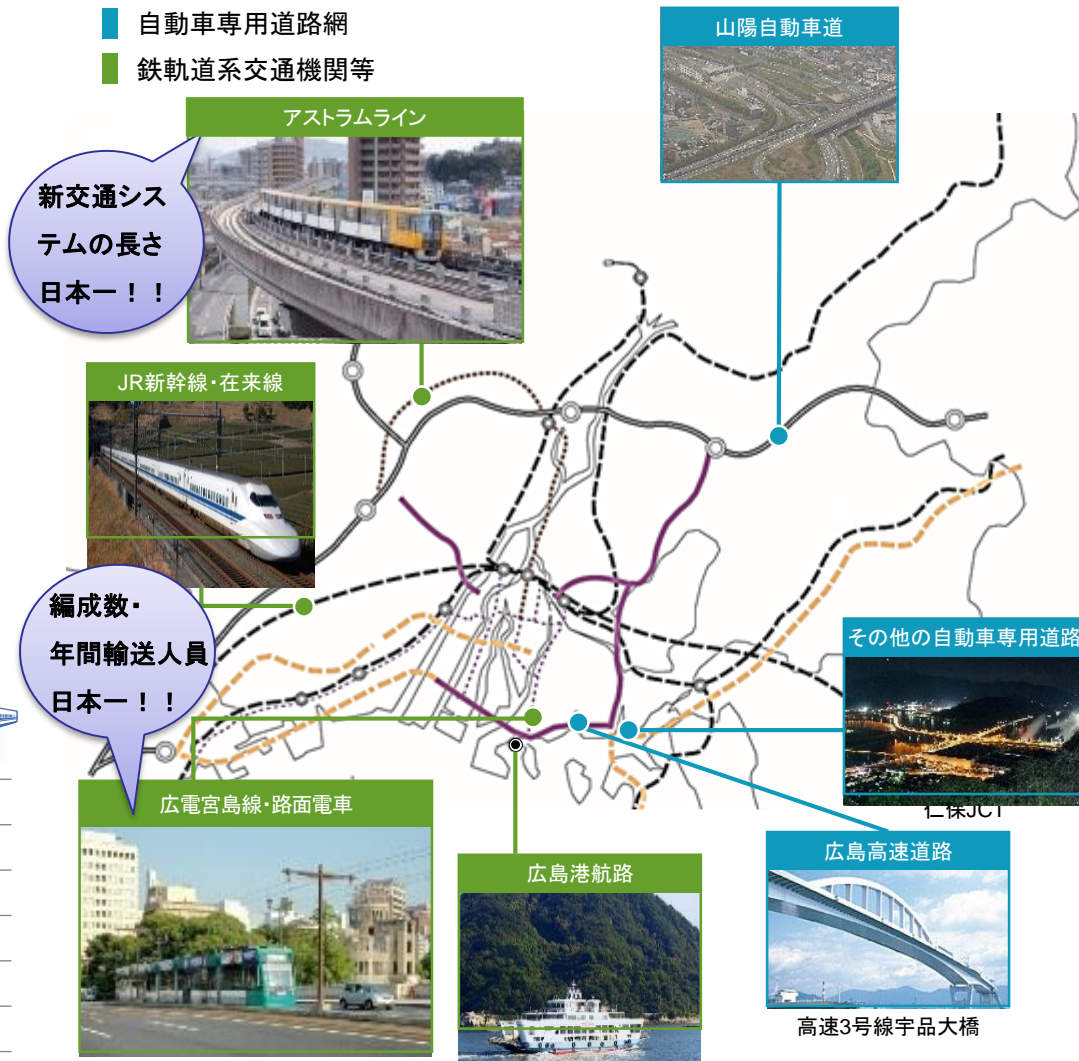 自動車専用道路網
鉄軌道系交通機関等
山陽自動車道
アストラムライン
新交通シス
テムの長さ
日本一！！
JR新幹線・在来線
編成数・
年間輸送人員
日本一！！
その他の自動車専用道路
仁保JCT
広電宮島線・路面電車
広島港航路
広島高速道路
高速3号線宇品大橋